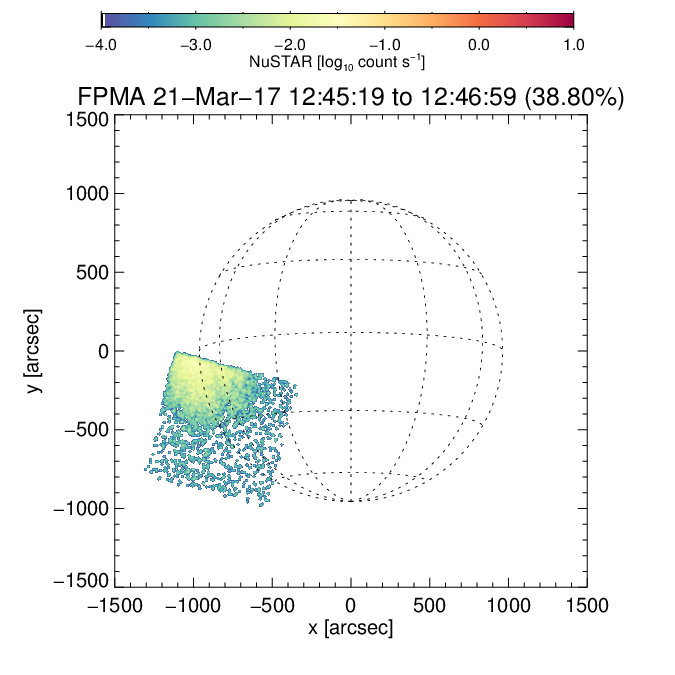 −4.0 −3.0 −2.0 −1.0 0.0 1.0
NuSTAR [log₁₀ count s⁻¹]
FPMA 21−Mar−17 12:45:19 to 12:46:59 (38.80%)
1500
1000
500
0
−500
−1000
−1500
y [arcsec]
−1500 −1000 −500 0 500 1000 1500
x [arcsec]